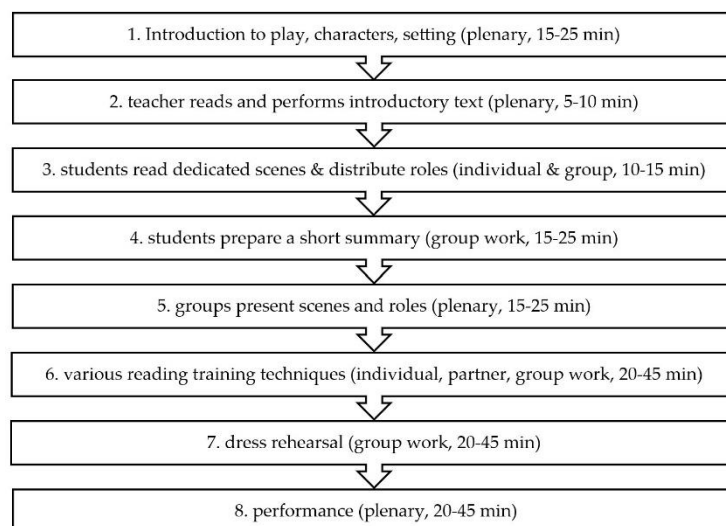 1. Introduction to play, characters, setting (plenary, 15-25 min)
2. teacher reads and performs introductory text (plenary, 5-10 min)
3. students read dedicated scenes & distribute roles (individual & group, 10-15 min)
4. students prepare a short summary (group work, 15-25 min)
5. groups present scenes and roles (plenary, 15-25 min)
6. various reading training techniques (individual, partner, group work, 20-45 min)
7. dress rehearsal (group work, 20-45 min)
8. performance (plenary, 20-45 min)